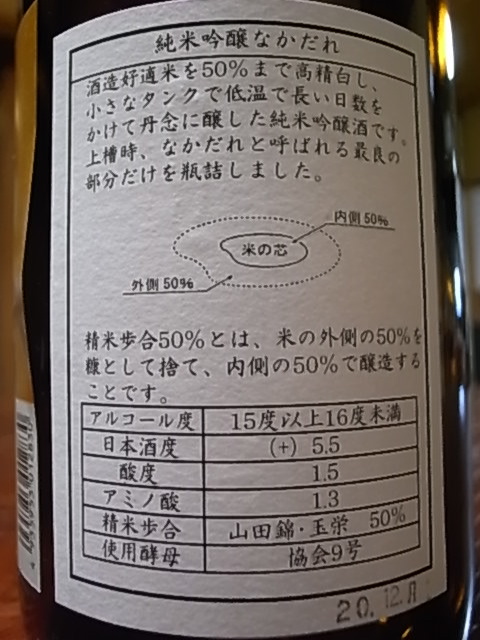 純米吟醸なかだれ
酒造好適米を50%まで高精白し、
小さなタンクで低温で長い日数を
かけて丹念に醸した純米吟醸酒です。
上槽時、なかだれと呼ばれる最良の
部分だけを瓶詰しました。
内側50%
米の芯
外側50%
精米歩合50%とは、米の外側の50%を
糠として捨て、内側の50%で醸造する
ことです。
アルコール度 15度以上16度未満
日本酒度 (+) 5.5
酸度 1.5
アミノ酸 1.3
精米歩合 山田錦・玉栄 50%
使用酵母 協会9号
20.12.月